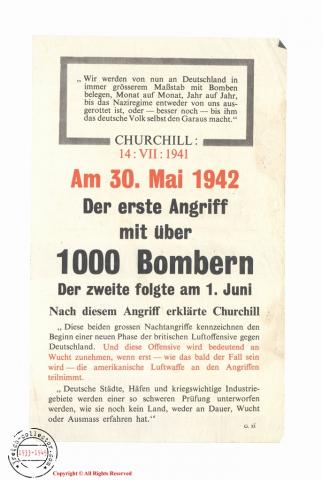 „ Wir werden von nun an Deutschland in
immer grösserem Maßstab mit Bomben
belegen, Monat auf Monat, Jahr auf Jahr,
bis das Naziregime entweder von uns aus-
gerottet ist, oder — besser noch — bis ihm
das deutsche Volk selbst den Garaus macht.“
CHURCHILL:
14 : VII : 1941
Am 30. Mai 1942
Der erste Angriff
mit über
1000 Bombern
Der zweite folgte am 1. Juni
Nach diesem Angriff erklärte Churchill
„ Diese beiden grossen Nachtangriffe kennzeichnen den
Beginn einer neuen Phase der britischen Luftoffensive gegen
Deutschland. Und diese Offensive wird bedeutend an
Wucht zunehmen, wenn erst — wie das bald der Fall sein
wird — die amerikanische Luftwaffe an den Angriffen
teilnimmt.
„ Deutsche Städte, Häfen und kriegswichtige Industrie-
gebiete werden einer so schweren Prüfung unterworfen
werden, wie sie noch kein Land, weder an Dauer, Wucht
oder Ausmass erfahren hat.“
G. 31
1933-1945
Copyright © All Rights Reserved